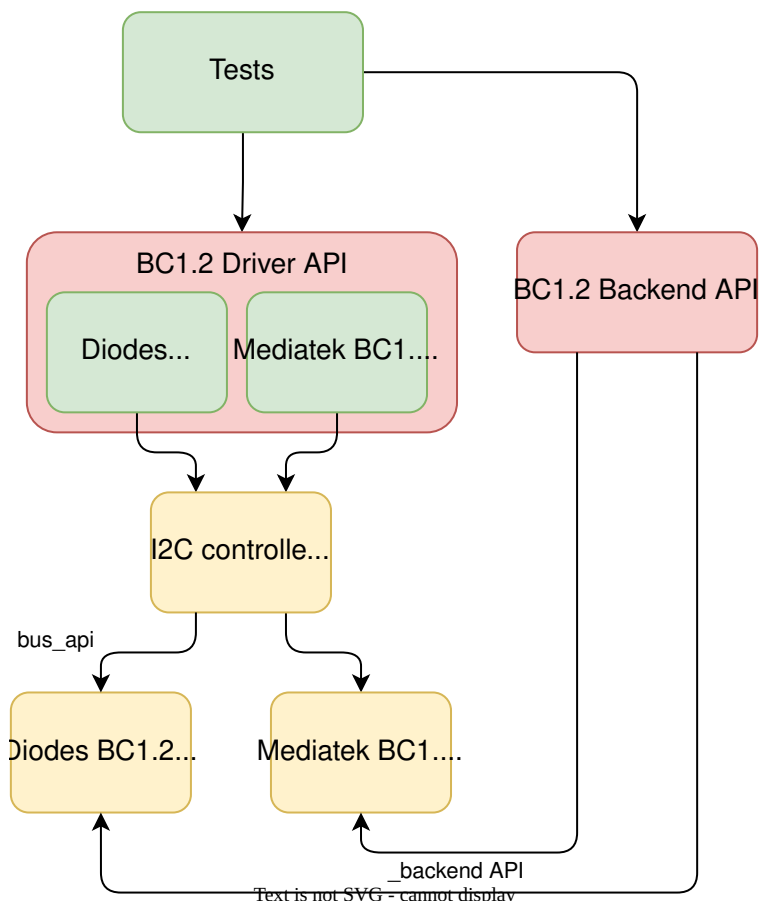 Tests
BC1.2 Driver API
BC1.2 Backend API
Diodes...
Mediatek BC1....
I2C controlle...
bus_api
Diodes BC1.2...
Mediatek BC1....
_backend API
Text is not SVG - cannot display